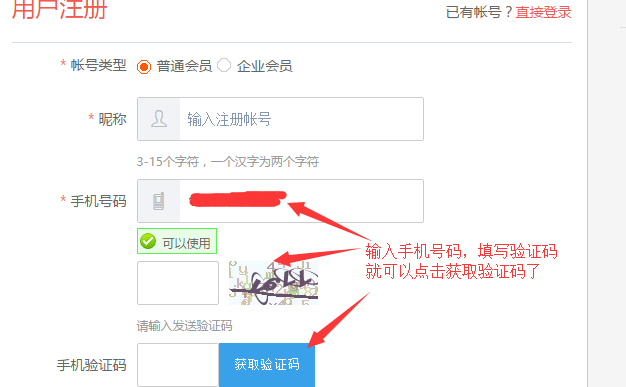 用户注册
已有帐号？直接登录
* 帐号类型 普通会员 企业会员
* 昵称 输入注册帐号
3-15个字符，一个汉字为两个字符
* 手机号码
可以使用
输入手机号码，填写验证码
就可以点击获取验证码了
请输入发送验证码
手机验证码 获取验证码